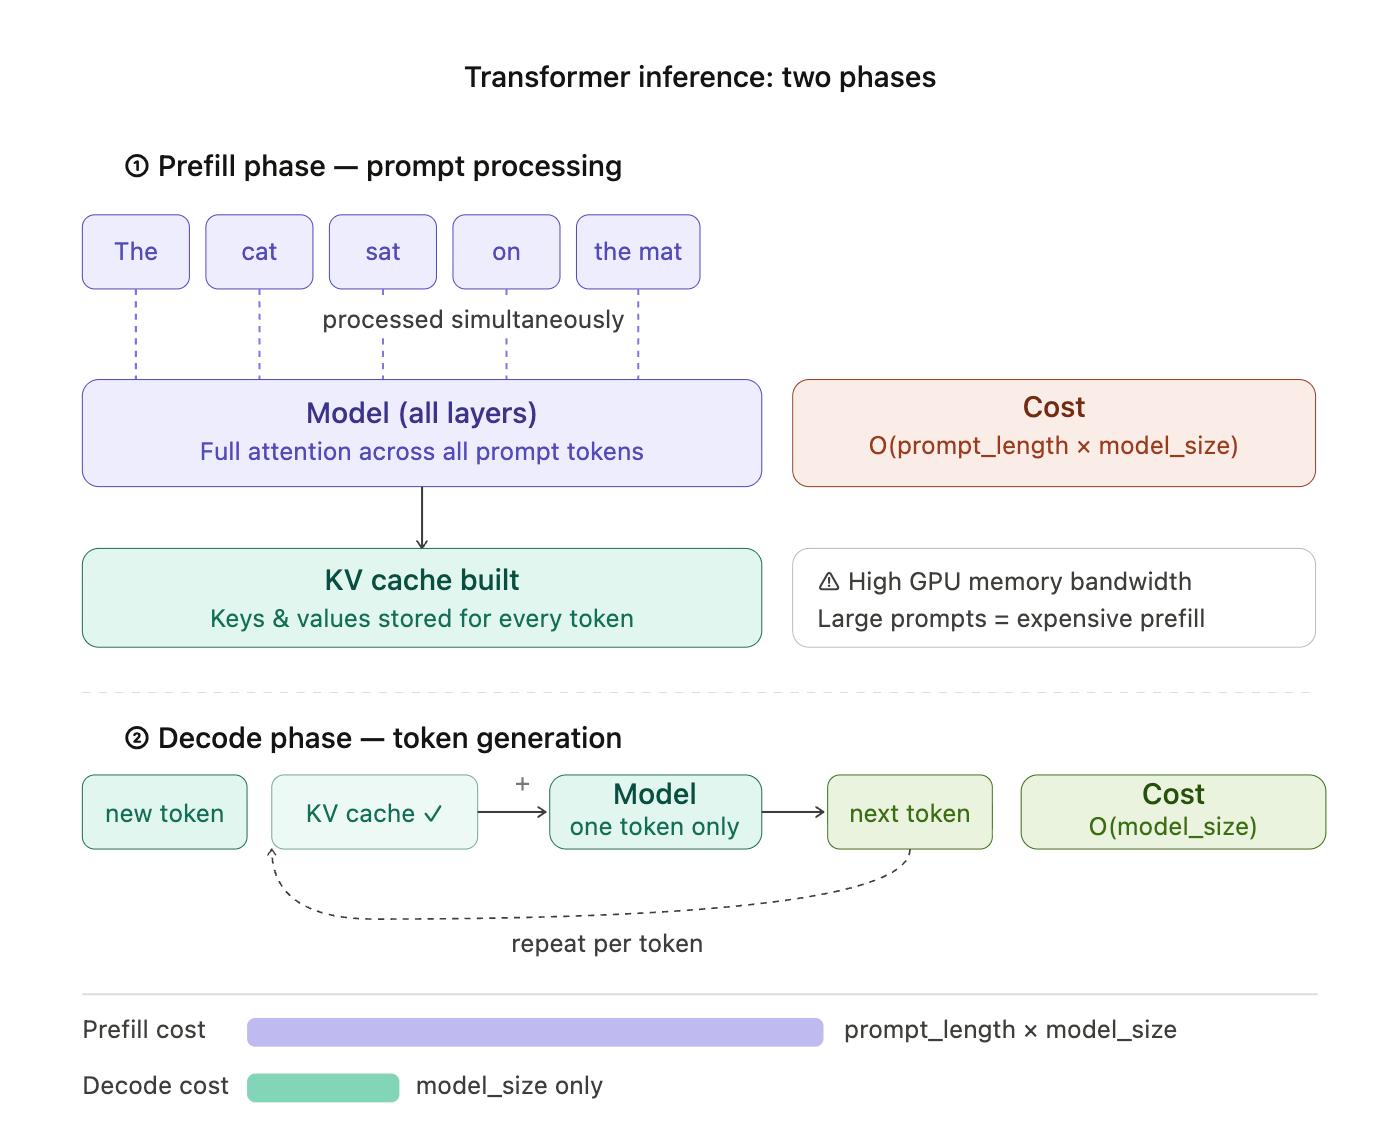 Transformer inference: two phases
① Prefill phase — prompt processing
The
cat
sat
on
the mat
processed simultaneously
Model (all layers)
Full attention across all prompt tokens
Cost
O(prompt_length × model_size)
KV cache built
Keys & values stored for every token
⚠ High GPU memory bandwidth
Large prompts = expensive prefill
② Decode phase — token generation
new token
KV cache ✓
+
Model
one token only
next token
Cost
O(model_size)
repeat per token
Prefill cost
prompt_length × model_size
Decode cost
model_size only